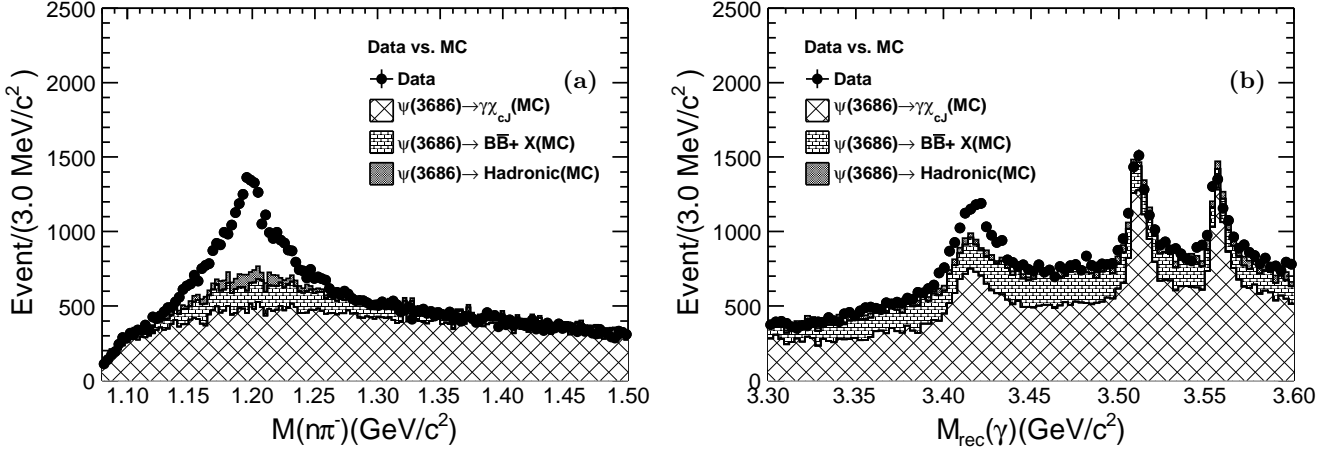 Event/(3.0 MeV/c²)
2500
2000
1500
1000
500
0
Data vs. MC
Data
ψ(3686)→γχcJ(MC)
ψ(3686)→ BB̅+ X(MC)
ψ(3686)→ Hadronic(MC)
(a)
1.10 1.15 1.20 1.25 1.30 1.35 1.40 1.45 1.50
M(nπ⁻)(GeV/c²)
Event/(3.0 MeV/c²)
2500
2000
1500
1000
500
0
Data vs. MC
Data
ψ(3686)→γχcJ(MC)
ψ(3686)→ BB̅+ X(MC)
ψ(3686)→ Hadronic(MC)
(b)
3.30 3.35 3.40 3.45 3.50 3.55 3.60
Mrec(γ)(GeV/c²)